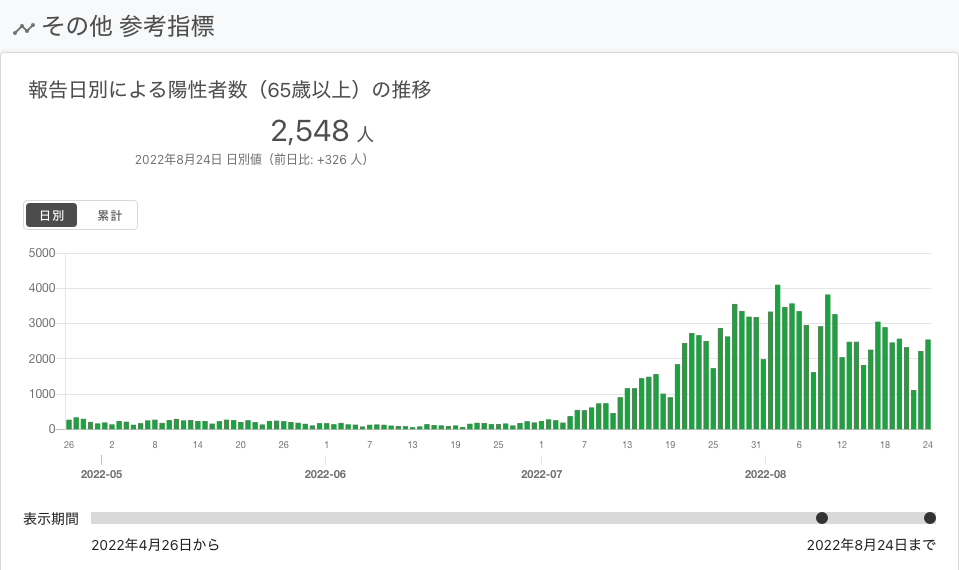 その他 参考指標
報告日別による陽性者数（65歳以上）の推移
2,548 人
2022年8月24日 日別値（前日比: +326 人）
日別 累計
5000
4000
3000
2000
1000
0
26 2 8 14 20 26 1 7 13 19 25 1 7 13 19 25 31 6 12 18 24
2022-05 2022-06 2022-07 2022-08
表示期間
2022年4月26日から 2022年8月24日まで